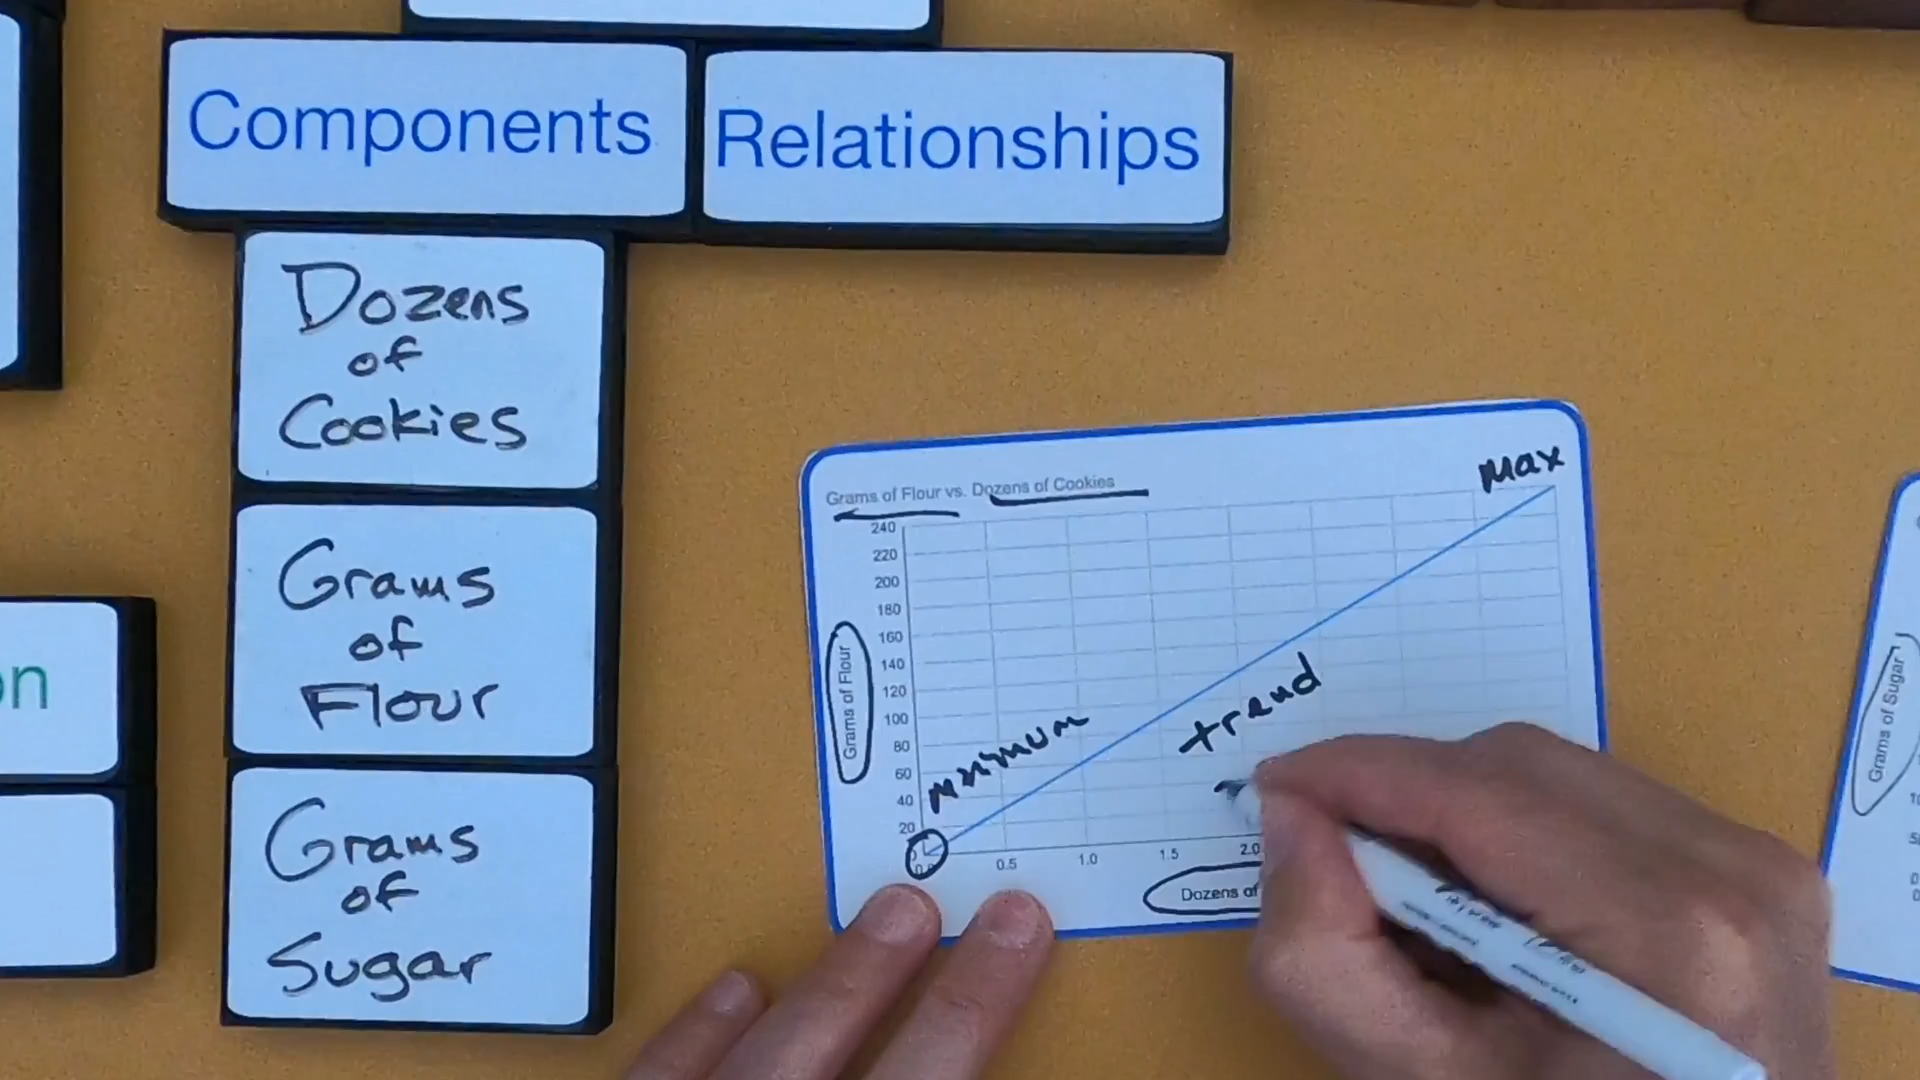 Components
Relationships
Dozens
of
Cookies
Grams
of
Flour
Grams
of
Sugar
on
Grams of Flour vs. Dozens of Cookies
Max
240
220
200
180
160
140
120
100
80
60
40
20
Grams of Flour
minimum
trend
0.5 1.0 1.5 2.0
Dozens of
Grams of Sugar